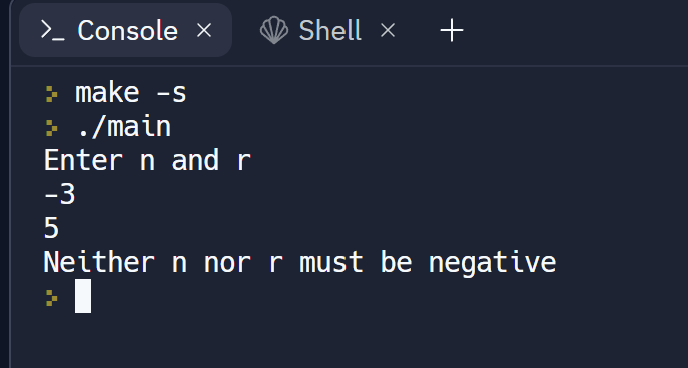 Console × Shell × +
make -s
./main
Enter n and r
-3
5
Neither n nor r must be negative